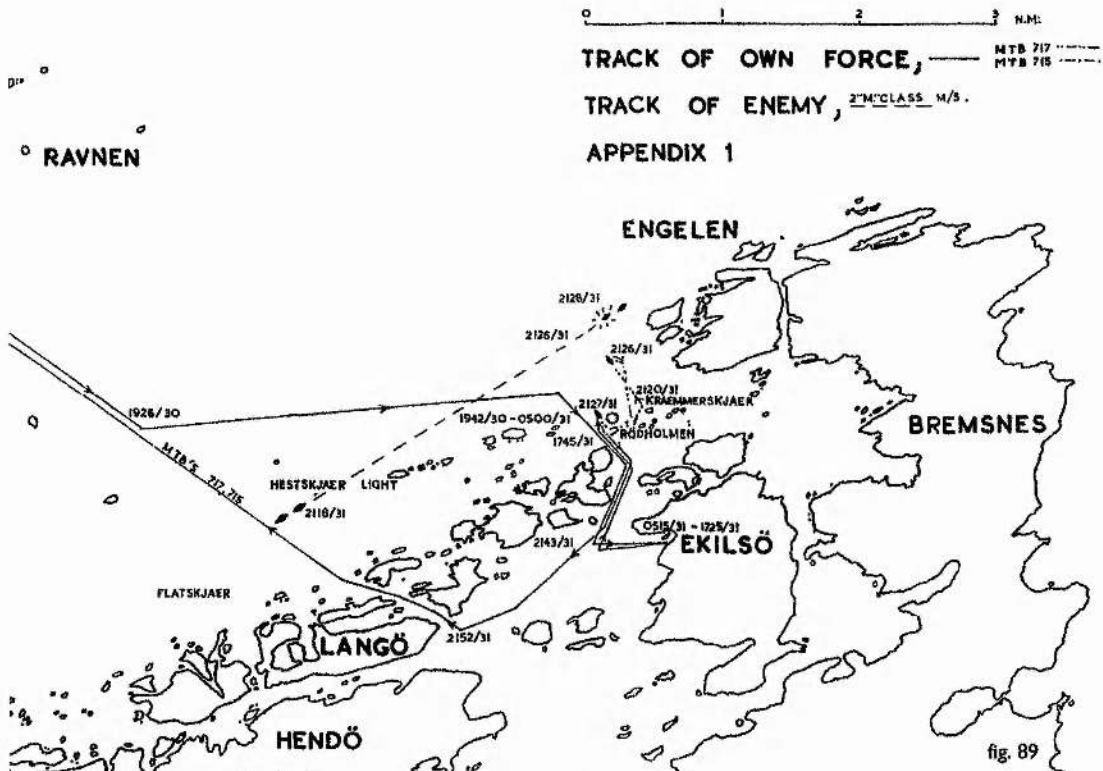 0 1 2 3 N.M:
TRACK OF OWN FORCE, MTB 717
MTB 715
TRACK OF ENEMY, 2"M"CLASS M/S.
APPENDIX 1
RAVNEN
ENGELEN
2128/31
2126/31
2126/31
2120/31
KRAEMMERSKJAER
1926/30
1942/30-0500/31
2127/31
RÖDHOLMEN
BREMSNES
1745/31
MTB'S 717, 715
HESTSKJAER LIGHT
2118/31
0515/31 - 1725/31
2143/31
EKILSÖ
FLATSKJAER
2152/31
LANGÖ
HENDÖ
fig. 89